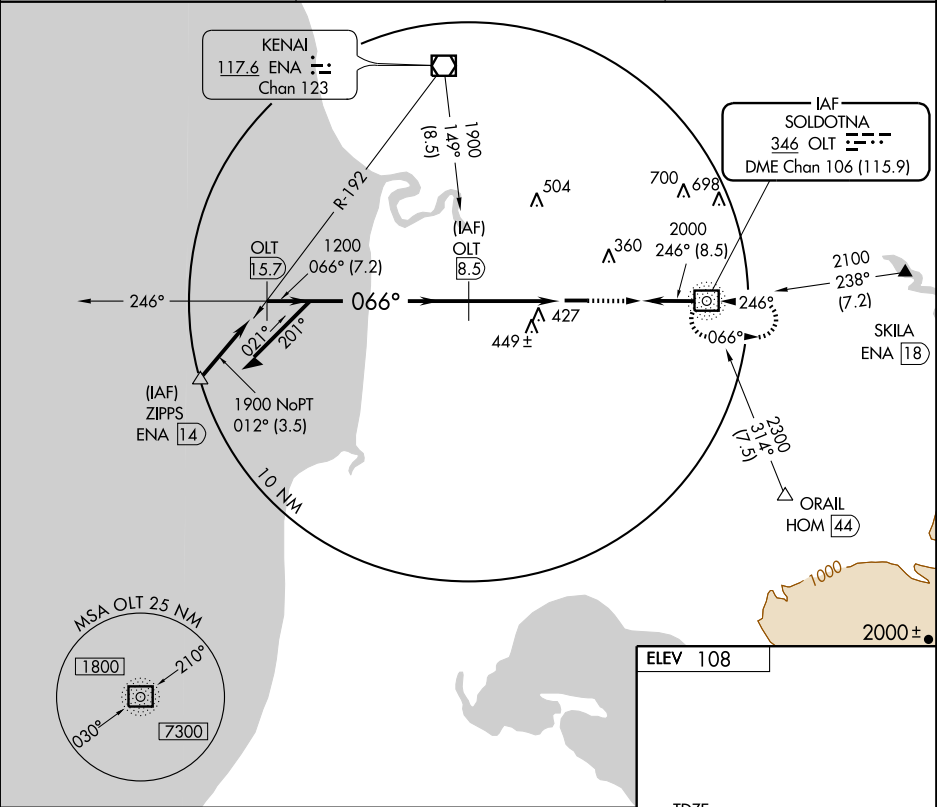 KENAI
117.6 ENA
Chan 123
IAF
SOLDOTNA
346 OLT
DME Chan 106 (115.9)
1900
149°
(8.5)
R-192
504
700
698
(IAF)
OLT
8.5
360
2000
246° (8.5)
OLT
15.7
1200
066° (7.2)
2100
238°
(7.2)
246°
066°
246°
427
449±
066°
SKILA
ENA 18
021°
201°
(IAF)
ZIPPS
ENA 14
1900 NoPT
012° (3.5)
2300
314°
(7.5)
10 NM
ORAIL
HOM 44
1000
2000±
MSA OLT 25 NM
1800
210°
030°
7300
ELEV 108
TDZE